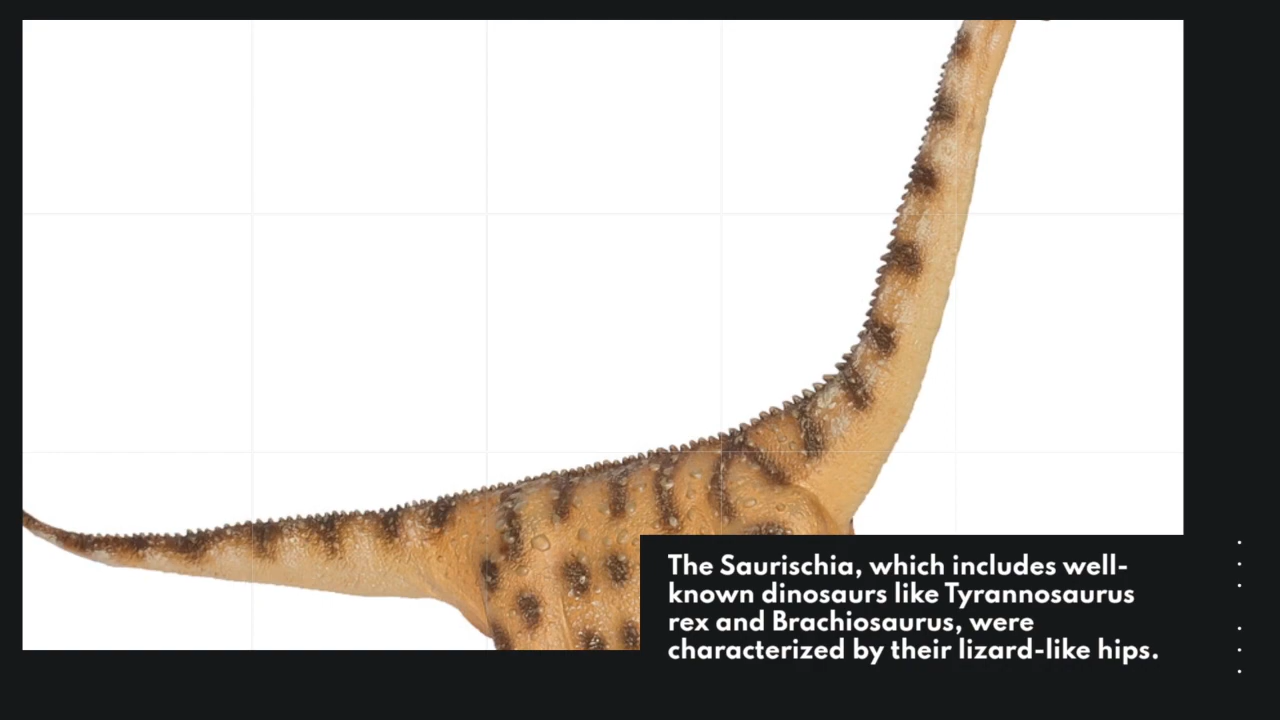 The Saurischia, which includes well-
known dinosaurs like Tyrannosaurus
rex and Brachiosaurus, were
characterized by their lizard-like hips.